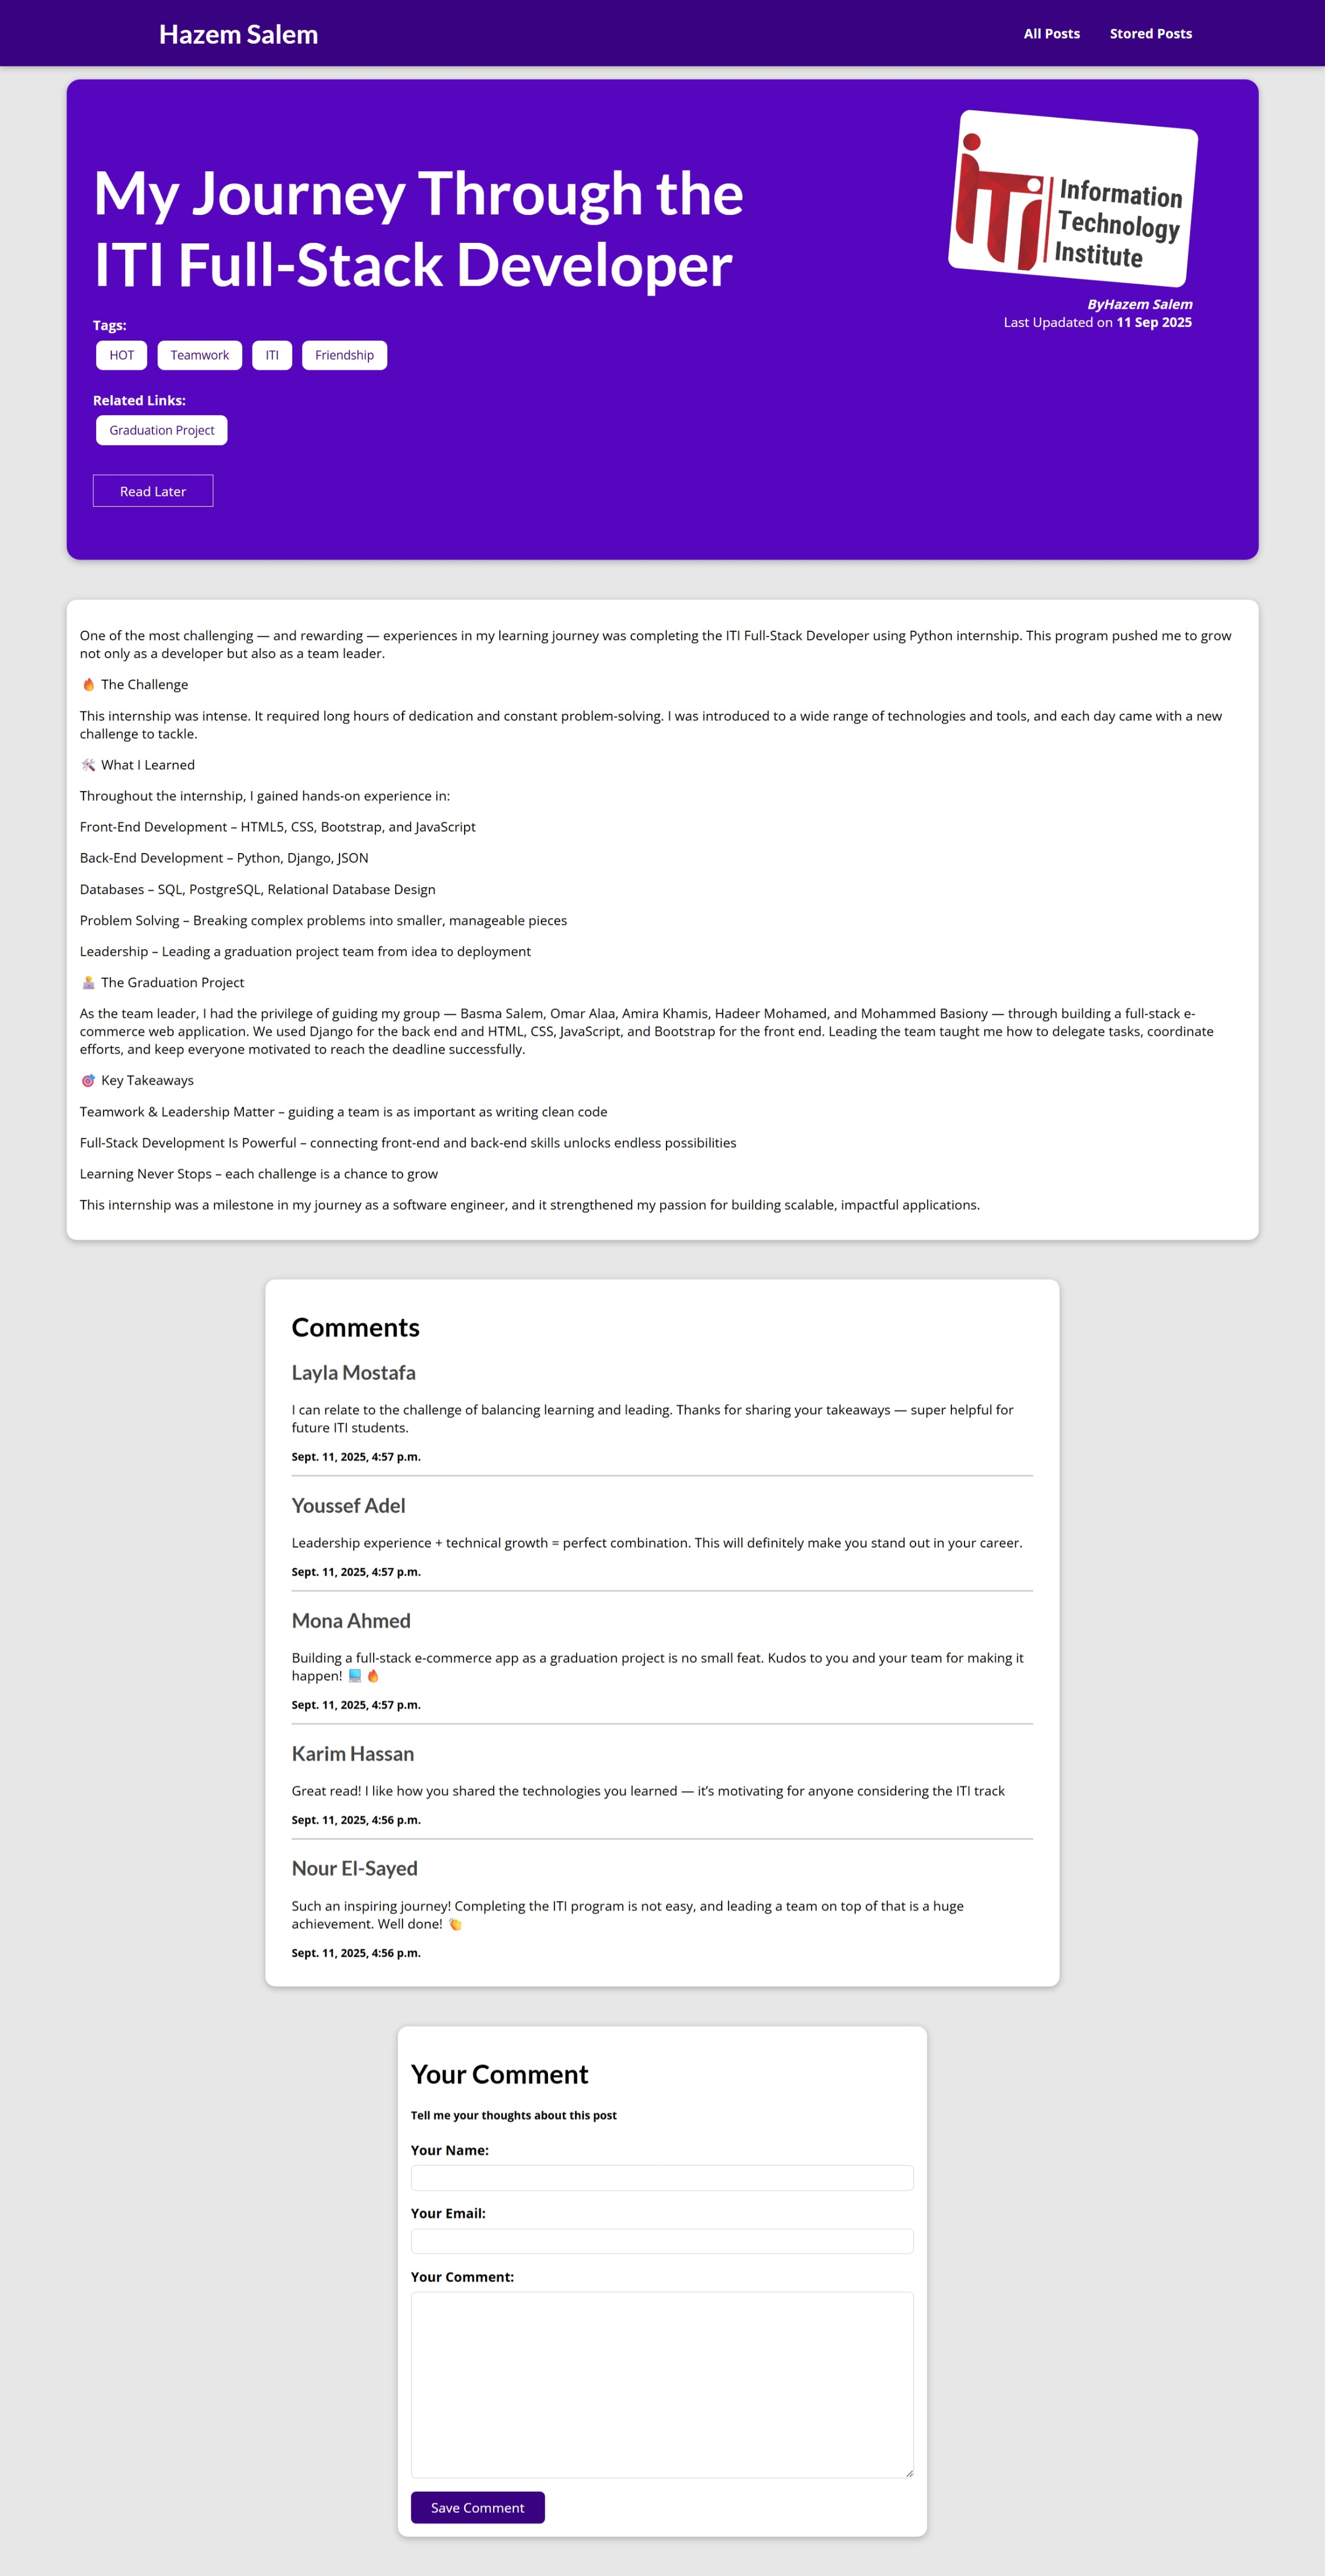 Hazem Salem
All Posts
Stored Posts
My Journey Through the
ITI Full-Stack Developer
Tags:
HOT
Teamwork
ITI
Friendship
Related Links:
Graduation Project
Read Later
iTi
Information
Technology
Institute
ByHazem Salem
Last Upadated on 11 Sep 2025
One of the most challenging — and rewarding — experiences in my learning journey was completing the ITI Full-Stack Developer using Python internship. This program pushed me to grow
not only as a developer but also as a team leader.
🔥 The Challenge
This internship was intense. It required long hours of dedication and constant problem-solving. I was introduced to a wide range of technologies and tools, and each day came with a new
challenge to tackle.
🛠️ What I Learned
Throughout the internship, I gained hands-on experience in:
Front-End Development – HTML5, CSS, Bootstrap, and JavaScript
Back-End Development – Python, Django, JSON
Databases – SQL, PostgreSQL, Relational Database Design
Problem Solving – Breaking complex problems into smaller, manageable pieces
Leadership – Leading a graduation project team from idea to deployment
🧑‍💻 The Graduation Project
As the team leader, I had the privilege of guiding my group — Basma Salem, Omar Alaa, Amira Khamis, Hadeer Mohamed, and Mohammed Basiony — through building a full-stack e-
commerce web application. We used Django for the back end and HTML, CSS, JavaScript, and Bootstrap for the front end. Leading the team taught me how to delegate tasks, coordinate
efforts, and keep everyone motivated to reach the deadline successfully.
🎯 Key Takeaways
Teamwork & Leadership Matter – guiding a team is as important as writing clean code
Full-Stack Development Is Powerful – connecting front-end and back-end skills unlocks endless possibilities
Learning Never Stops – each challenge is a chance to grow
This internship was a milestone in my journey as a software engineer, and it strengthened my passion for building scalable, impactful applications.
Comments
Layla Mostafa
I can relate to the challenge of balancing learning and leading. Thanks for sharing your takeaways — super helpful for
future ITI students.
Sept. 11, 2025, 4:57 p.m.
Youssef Adel
Leadership experience + technical growth = perfect combination. This will definitely make you stand out in your career.
Sept. 11, 2025, 4:57 p.m.
Mona Ahmed
Building a full-stack e-commerce app as a graduation project is no small feat. Kudos to you and your team for making it
happen! 💻 🔥
Sept. 11, 2025, 4:57 p.m.
Karim Hassan
Great read! I like how you shared the technologies you learned — it’s motivating for anyone considering the ITI track
Sept. 11, 2025, 4:56 p.m.
Nour El-Sayed
Such an inspiring journey! Completing the ITI program is not easy, and leading a team on top of that is a huge
achievement. Well done! 👏
Sept. 11, 2025, 4:56 p.m.
Your Comment
Tell me your thoughts about this post
Your Name:
Your Email:
Your Comment:
Save Comment